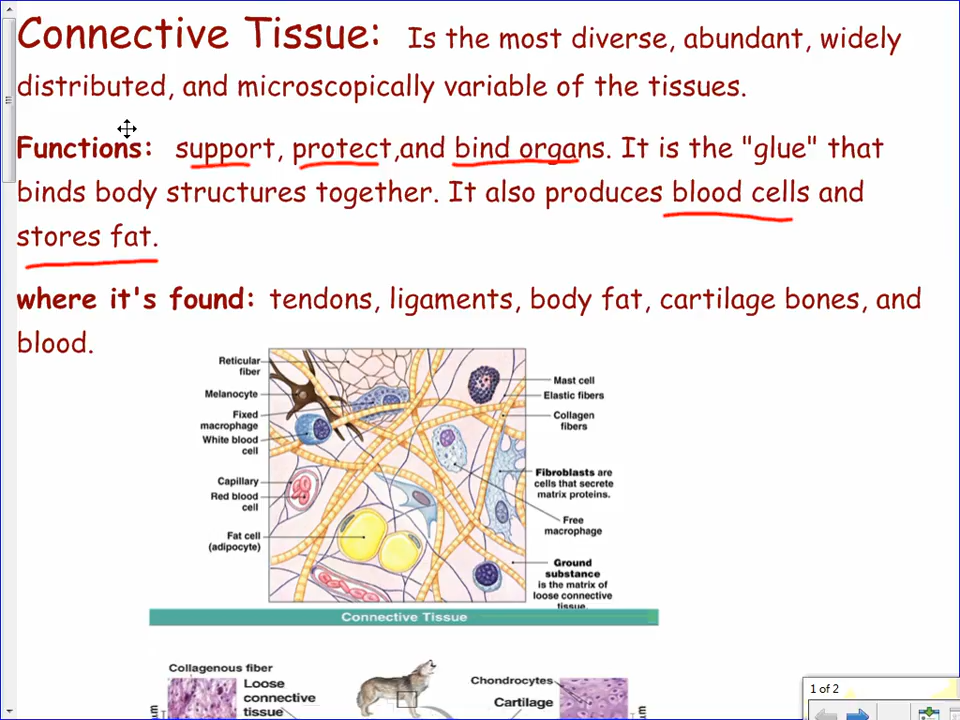 Connective Tissue: Is the most diverse, abundant, widely
distributed, and microscopically variable of the tissues.
Functions: support, protect,and bind organs. It is the "glue" that
binds body structures together. It also produces blood cells and
stores fat.
where it's found: tendons, ligaments, body fat, cartilage bones, and
blood.
Reticular
fiber
Melanocyte
Fixed
macrophage
White blood
cell
Capillary
Red blood
cell
Fat cell
(adipocyte)
Mast cell
Elastic fibers
Collagen
fibers
Fibroblasts are
cells that secrete
matrix proteins.
Free
macrophage
Ground
substance
is the matrix of
loose connective
tissue.
Connective Tissue
Collagenous fiber
Loose
connective
tissue
Chondrocytes
Cartilage
1 of 2